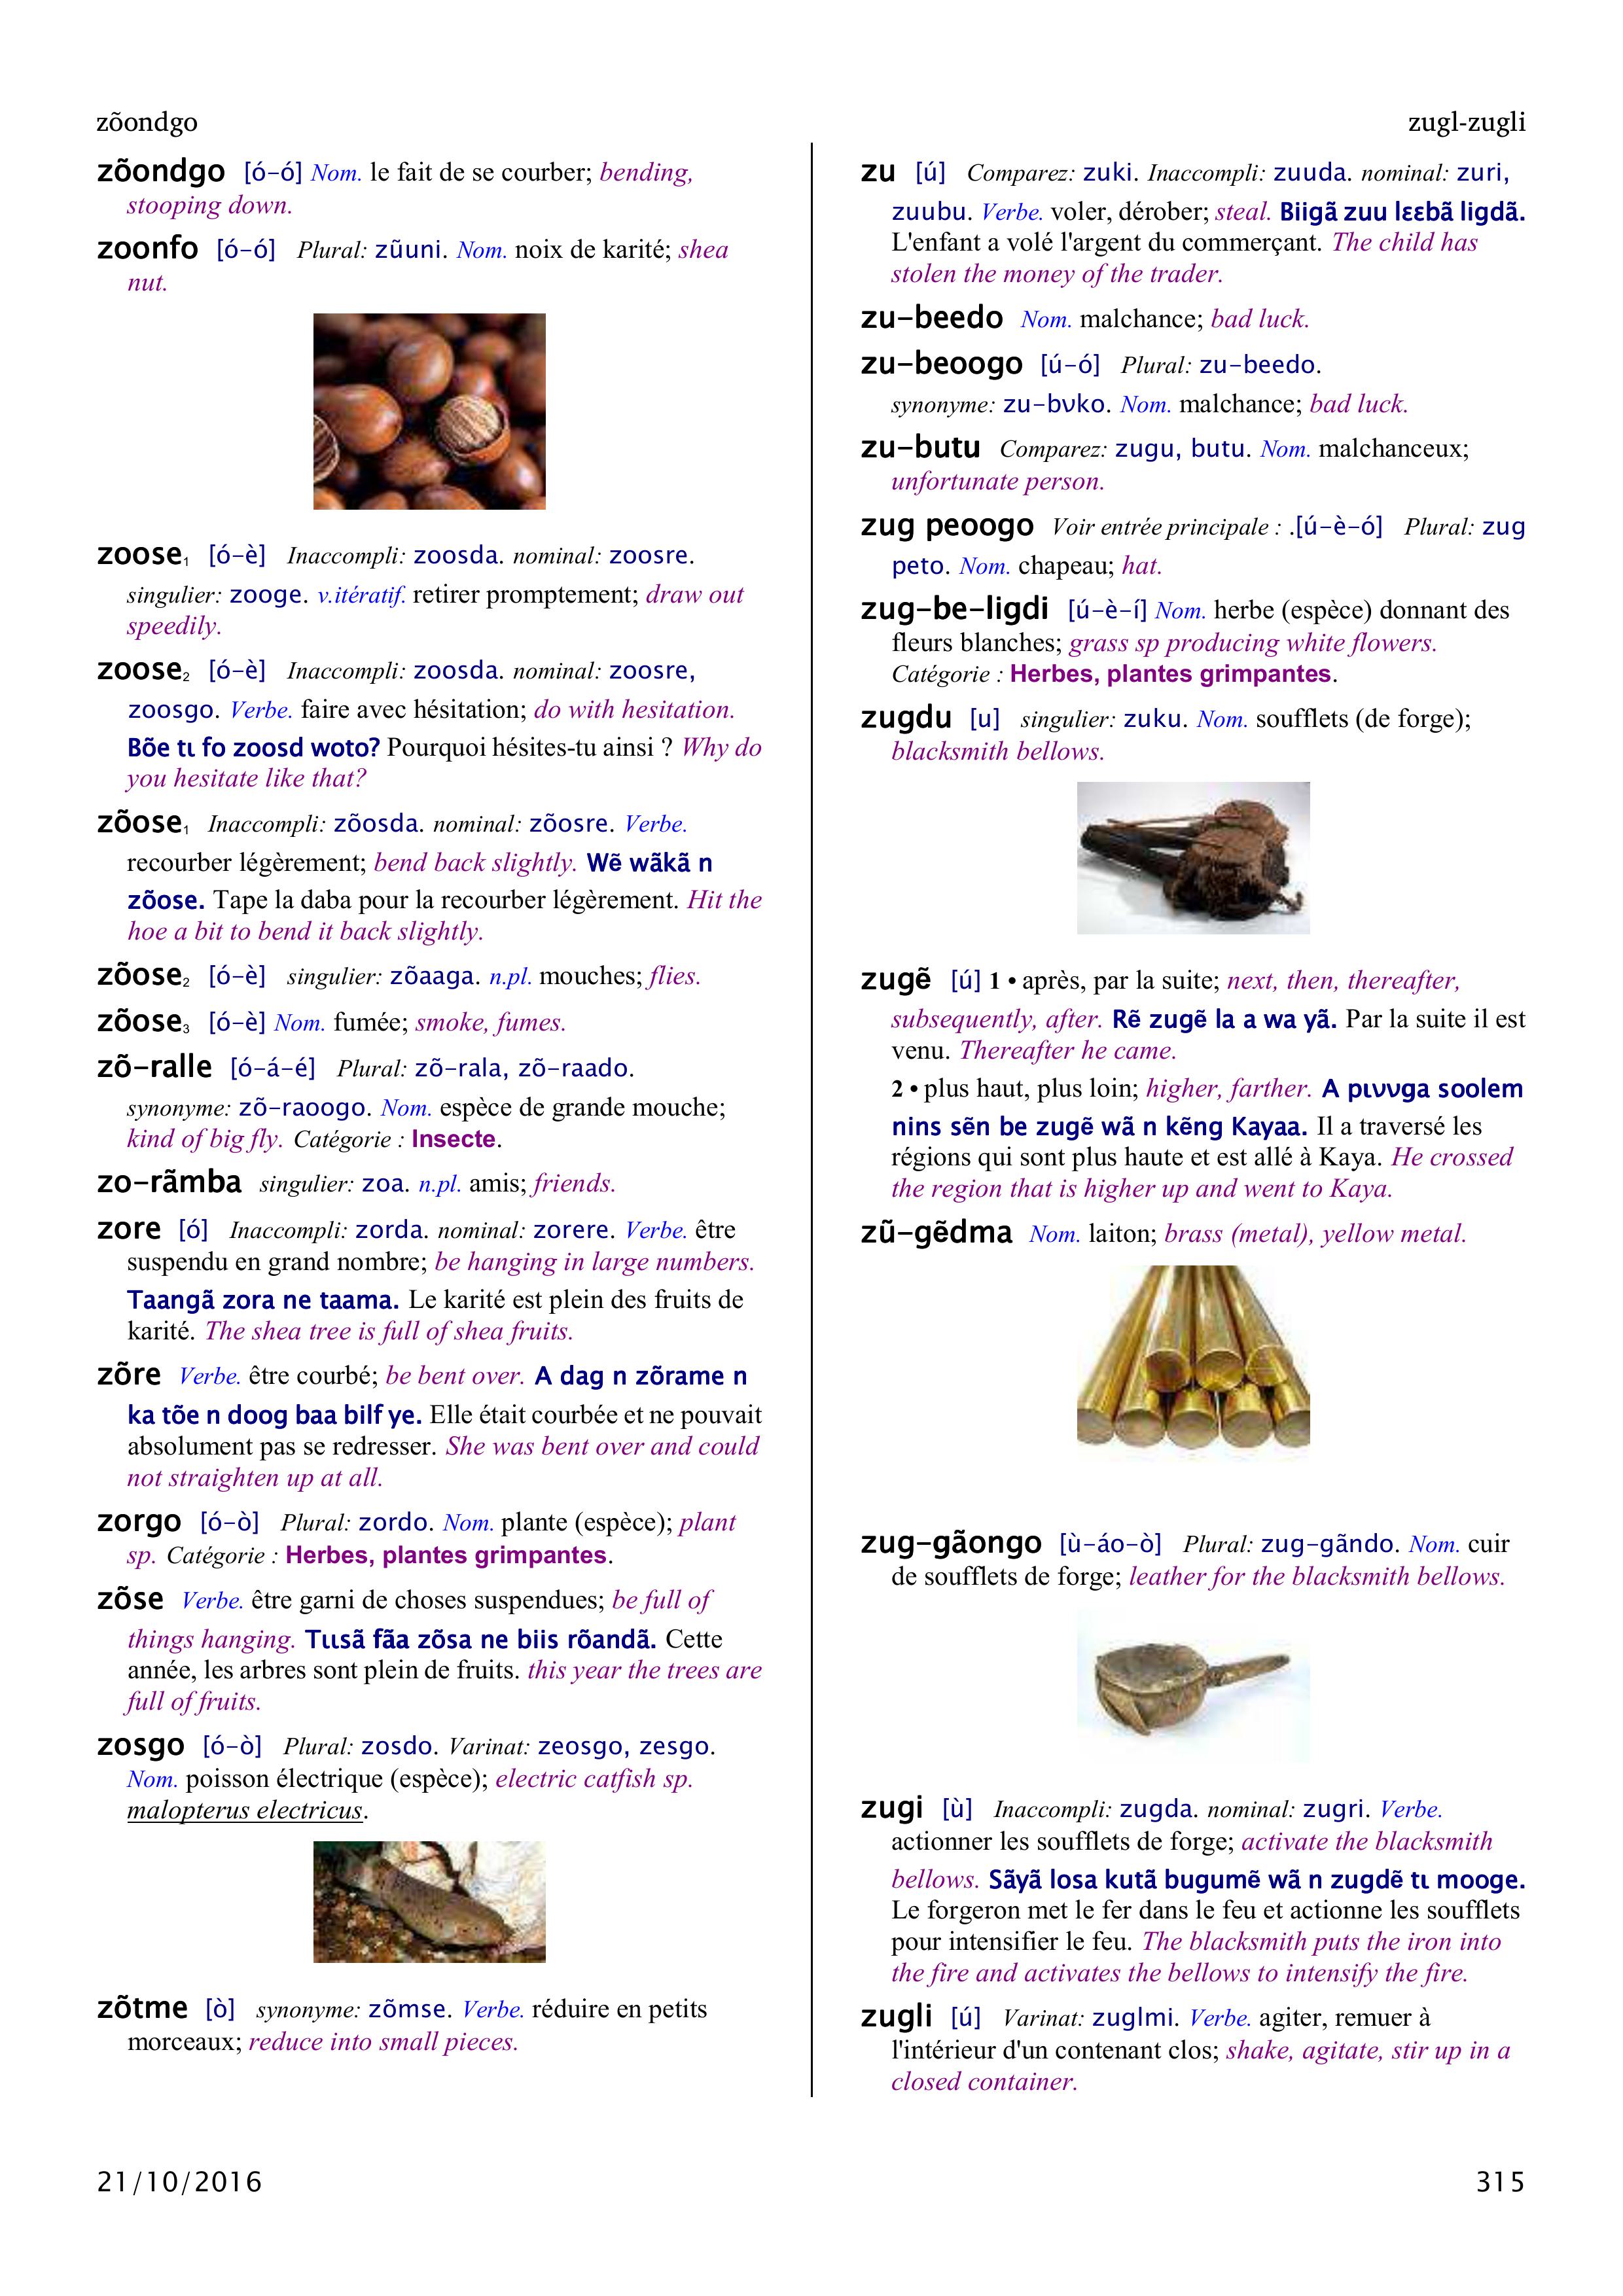 zõondgo
zugl-zugli
zõondgo [ó-ó] Nom. le fait de se courber; bending,
stooping down.
zoonfo [ó-ó] Plural: zũuni. Nom. noix de karité; shea
nut.
zoose₁ [ó-è] Inaccompli: zoosda. nominal: zoosre.
singulier: zooge. v.itératif. retirer promptement; draw out
speedily.
zoose₂ [ó-è] Inaccompli: zoosda. nominal: zoosre,
zoosgo. Verbe. faire avec hésitation; do with hesitation.
Bõe tɩ fo zoosd woto? Pourquoi hésites-tu ainsi ? Why do
you hesitate like that?
zõose₁ Inaccompli: zõosda. nominal: zõosre. Verbe.
recourber légèrement; bend back slightly. Wẽ wãkã n
zõose. Tape la daba pour la recourber légèrement. Hit the
hoe a bit to bend it back slightly.
zõose₂ [ó-è] singulier: zõaaga. n.pl. mouches; flies.
zõose₃ [ó-è] Nom. fumée; smoke, fumes.
zõ-ralle [ó-á-é] Plural: zõ-rala, zõ-raado.
synonyme: zõ-raoogo. Nom. espèce de grande mouche;
kind of big fly. Catégorie : Insecte.
zo-rãmba singulier: zoa. n.pl. amis; friends.
zore [ó] Inaccompli: zorda. nominal: zorere. Verbe. être
suspendu en grand nombre; be hanging in large numbers.
Taangã zora ne taama. Le karité est plein des fruits de
karité. The shea tree is full of shea fruits.
zõre Verbe. être courbé; be bent over. A dag n zõrame n
ka tõe n doog baa bilf ye. Elle était courbée et ne pouvait
absolument pas se redresser. She was bent over and could
not straighten up at all.
zorgo [ó-ò] Plural: zordo. Nom. plante (espèce); plant
sp. Catégorie : Herbes, plantes grimpantes.
zõse Verbe. être garni de choses suspendues; be full of
things hanging. Tɩɩsã fãa zõsa ne biis rõandã. Cette
année, les arbres sont plein de fruits. this year the trees are
full of fruits.
zosgo [ó-ò] Plural: zosdo. Varinat: zeosgo, zesgo.
Nom. poisson électrique (espèce); electric catfish sp.
malopterus electricus.
zõtme [ò] synonyme: zõmse. Verbe. réduire en petits
morceaux; reduce into small pieces.
zu [ú] Comparez: zuki. Inaccompli: zuuda. nominal: zuri,
zuubu. Verbe. voler, dérober; steal. Biigã zuu lɛɛbã ligdã.
L'enfant a volé l'argent du commerçant. The child has
stolen the money of the trader.
zu-beedo Nom. malchance; bad luck.
zu-beoogo [ú-ó] Plural: zu-beedo.
synonyme: zu-bʋko. Nom. malchance; bad luck.
zu-butu Comparez: zugu, butu. Nom. malchanceux;
unfortunate person.
zug peoogo Voir entrée principale : .[ú-è-ó] Plural: zug
peto. Nom. chapeau; hat.
zug-be-ligdi [ú-è-í] Nom. herbe (espèce) donnant des
fleurs blanches; grass sp producing white flowers.
Catégorie : Herbes, plantes grimpantes.
zugdu [u] singulier: zuku. Nom. soufflets (de forge);
blacksmith bellows.
zugẽ [ú] 1 • après, par la suite; next, then, thereafter,
subsequently, after. Rẽ zugẽ la a wa yã. Par la suite il est
venu. Thereafter he came.
2 • plus haut, plus loin; higher, farther. A pɩʋʋga soolem
nins sẽn be zugẽ wã n kẽng Kayaa. Il a traversé les
régions qui sont plus haute et est allé à Kaya. He crossed
the region that is higher up and went to Kaya.
zũ-gẽdma Nom. laiton; brass (metal), yellow metal.
zug-gãongo [ù-áo-ò] Plural: zug-gãndo. Nom. cuir
de soufflets de forge; leather for the blacksmith bellows.
zugi [ù] Inaccompli: zugda. nominal: zugri. Verbe.
actionner les soufflets de forge; activate the blacksmith
bellows. Sãyã losa kutã bugumẽ wã n zugdẽ tɩ mooge.
Le forgeron met le fer dans le feu et actionne les soufflets
pour intensifier le feu. The blacksmith puts the iron into
the fire and activates the bellows to intensify the fire.
zugli [ú] Varinat: zuglmi. Verbe. agiter, remuer à
l'intérieur d'un contenant clos; shake, agitate, stir up in a
closed container.
21/10/2016
315